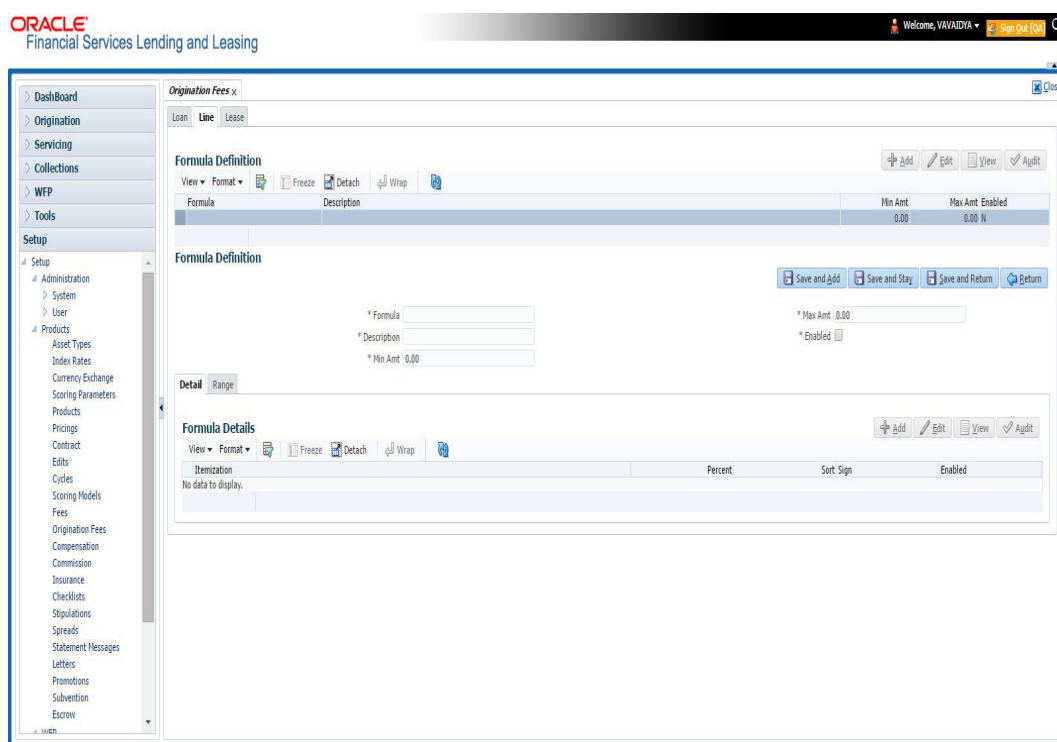 ORACLE
Financial Services Lending and Leasing
Welcome, VAVAIDYA
Sign Out [QA]
DashBoard
Origination
Servicing
Collections
WFP
Tools
Setup
Setup
Administration
System
User
Products
Asset Types
Index Rates
Currency Exchange
Scoring Parameters
Products
Pricings
Contract
Edits
Cycles
Scoring Models
Fees
Origination Fees
Compensation
Commission
Insurance
Checklists
Stipulations
Spreads
Statement Messages
Letters
Promotions
Subvention
Escrow
WFP
Origination Fees x
Clos
Loan Line Lease
Formula Definition
Add Edit View Audit
View Format Freeze Detach Wrap
Formula Description Min Amt Max Amt Enabled
0.00 0.00 N
Formula Definition
Save and Add Save and Stay Save and Return Return
* Formula
* Description
* Min Amt 0.00
* Max Amt 0.00
* Enabled
Detail Range
Formula Details
Add Edit View Audit
View Format Freeze Detach Wrap
Itemization Percent Sort Sign Enabled
No data to display.